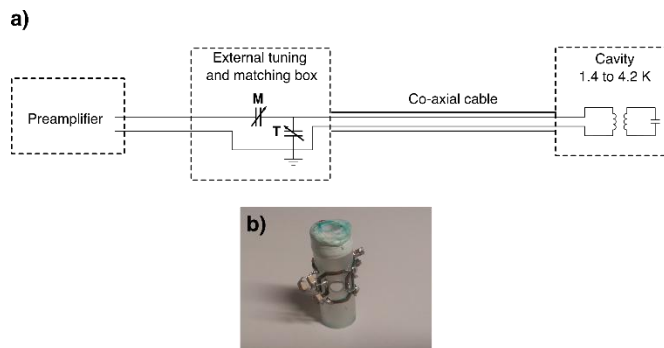 a)
External tuning
and matching box
Cavity
1.4 to 4.2 K
Co-axial cable
M
Preamplifier
T
b)